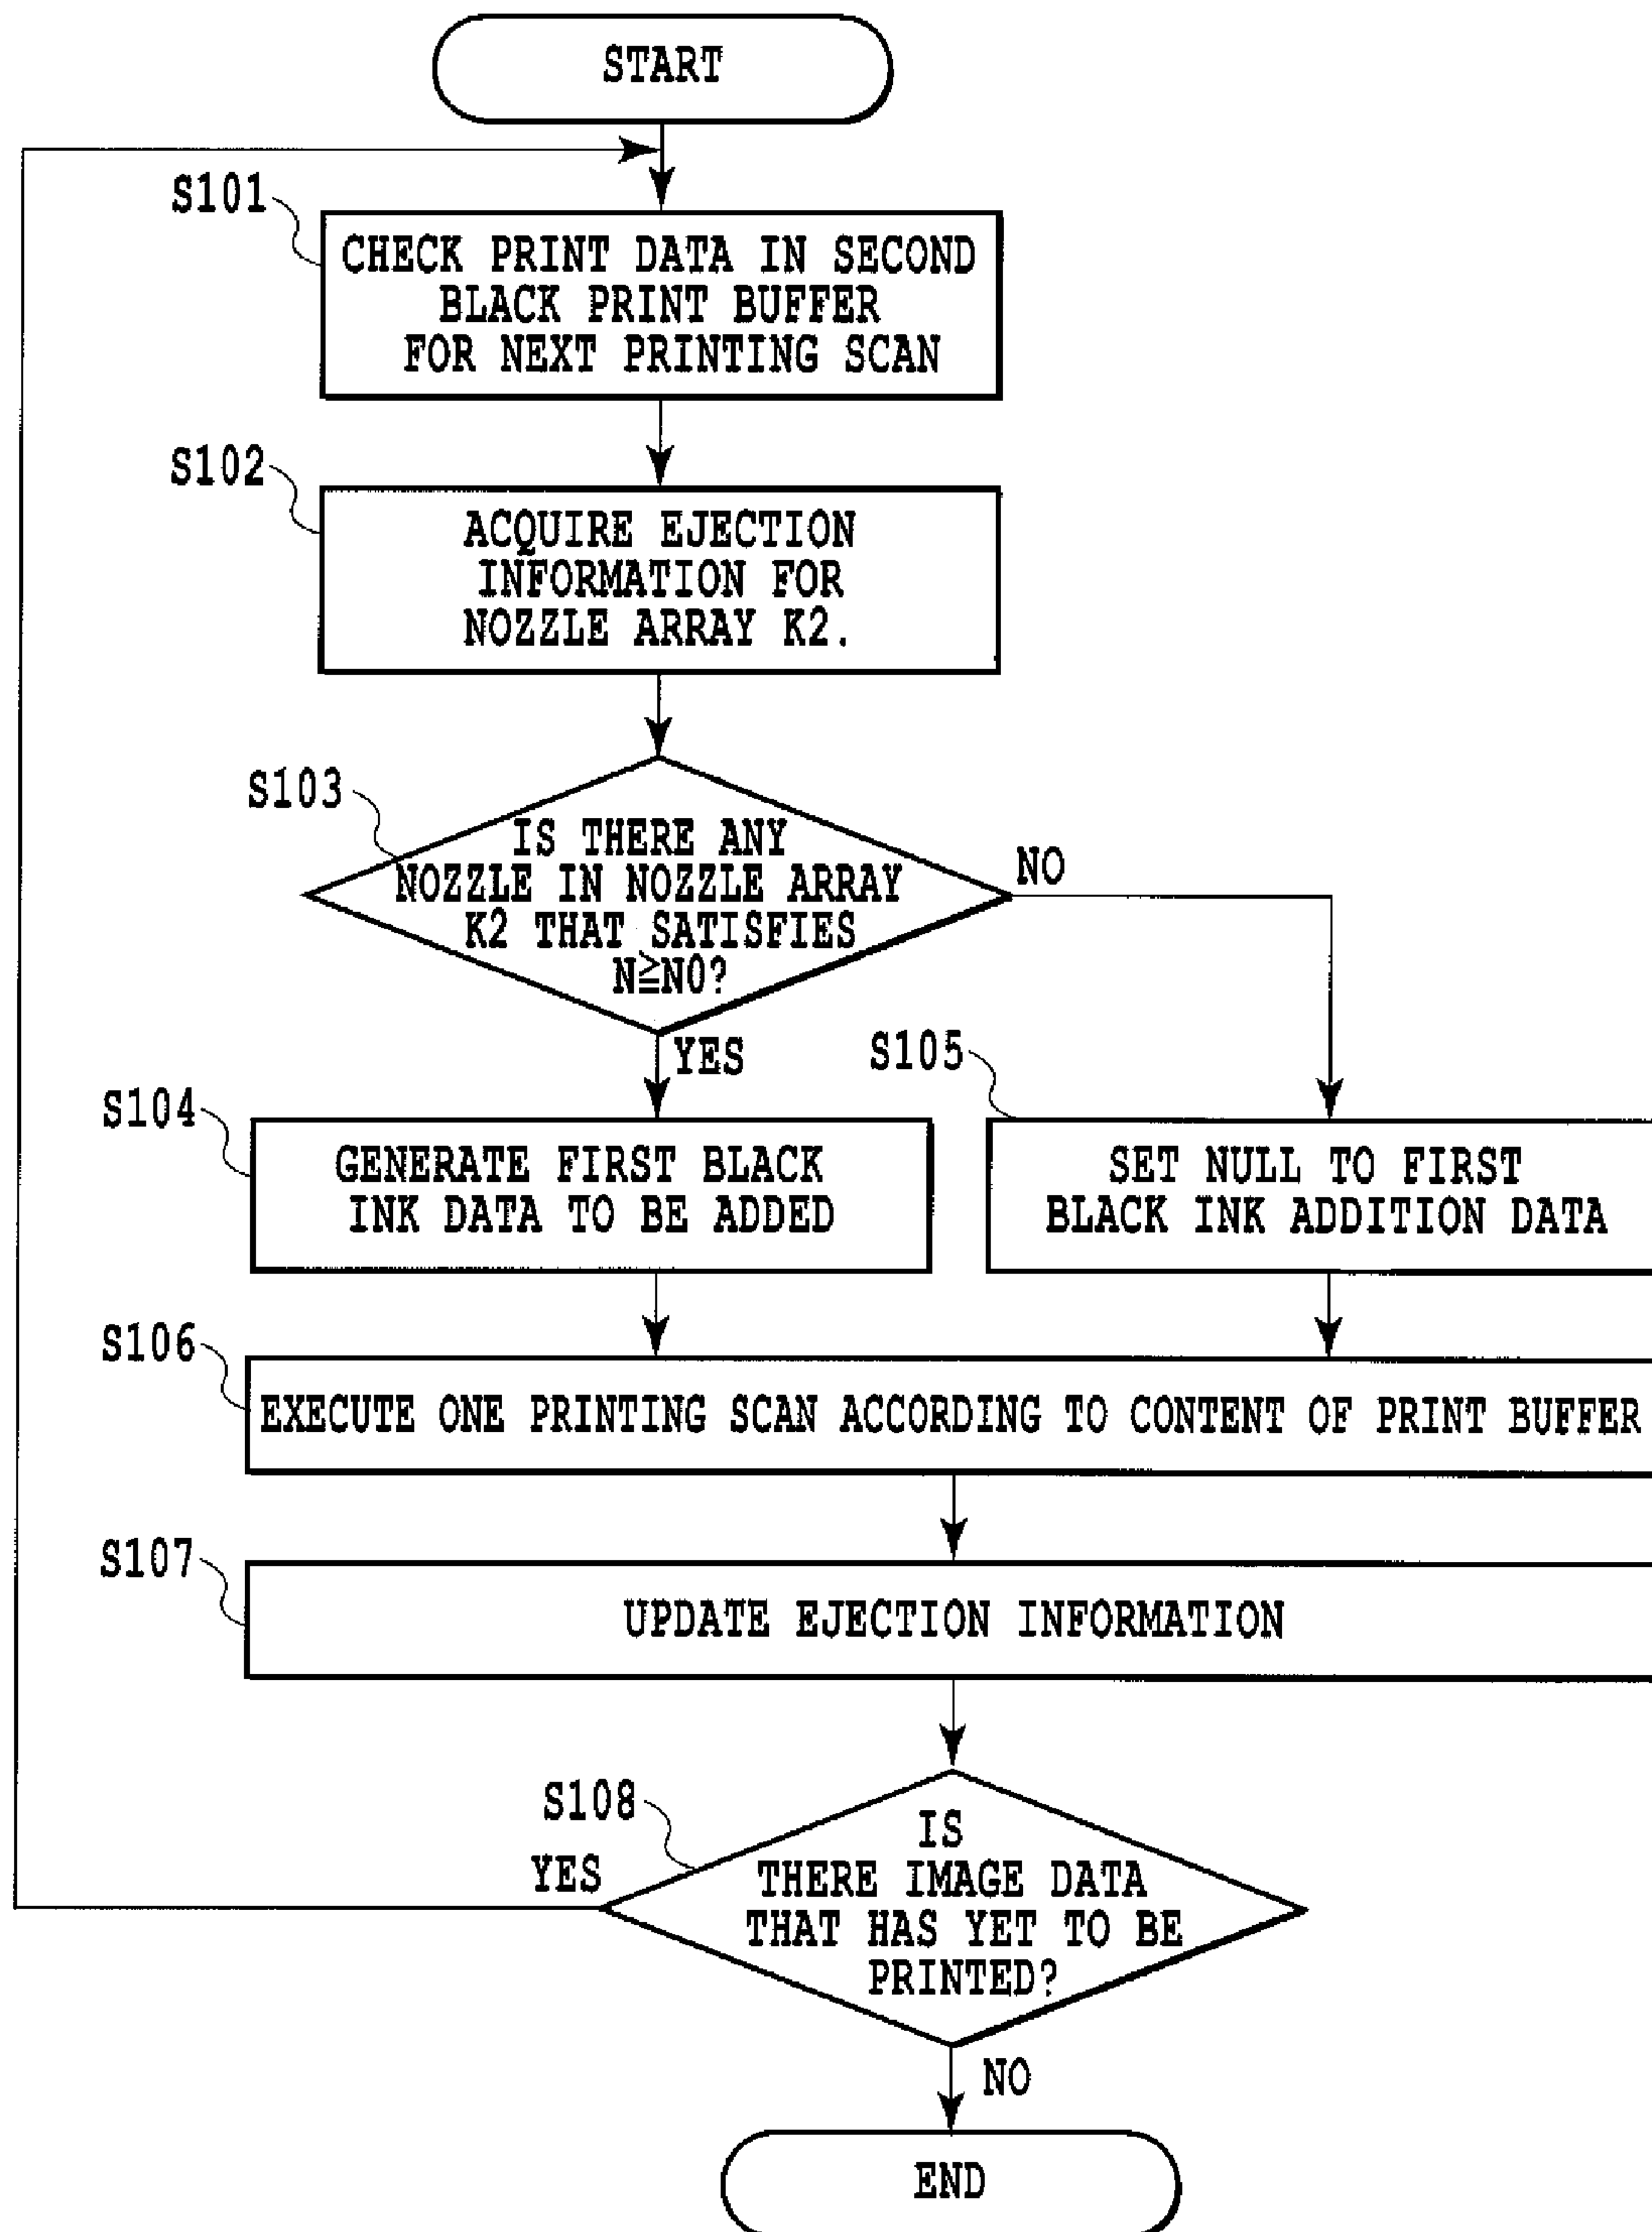 START
S101
CHECK PRINT DATA IN SECOND
BLACK PRINT BUFFER
FOR NEXT PRINTING SCAN
S102
ACQUIRE EJECTION
INFORMATION FOR
NOZZLE ARRAY K2.
S103
IS THERE ANY
NOZZLE IN NOZZLE ARRAY
K2 THAT SATISFIES
N≧N0?
NO
YES
S104
GENERATE FIRST BLACK
INK DATA TO BE ADDED
S105
SET NULL TO FIRST
BLACK INK ADDITION DATA
S106
EXECUTE ONE PRINTING SCAN ACCORDING TO CONTENT OF PRINT BUFFER
S107
UPDATE EJECTION INFORMATION
S108
YES
IS
THERE IMAGE DATA
THAT HAS YET TO BE
PRINTED?
NO
END